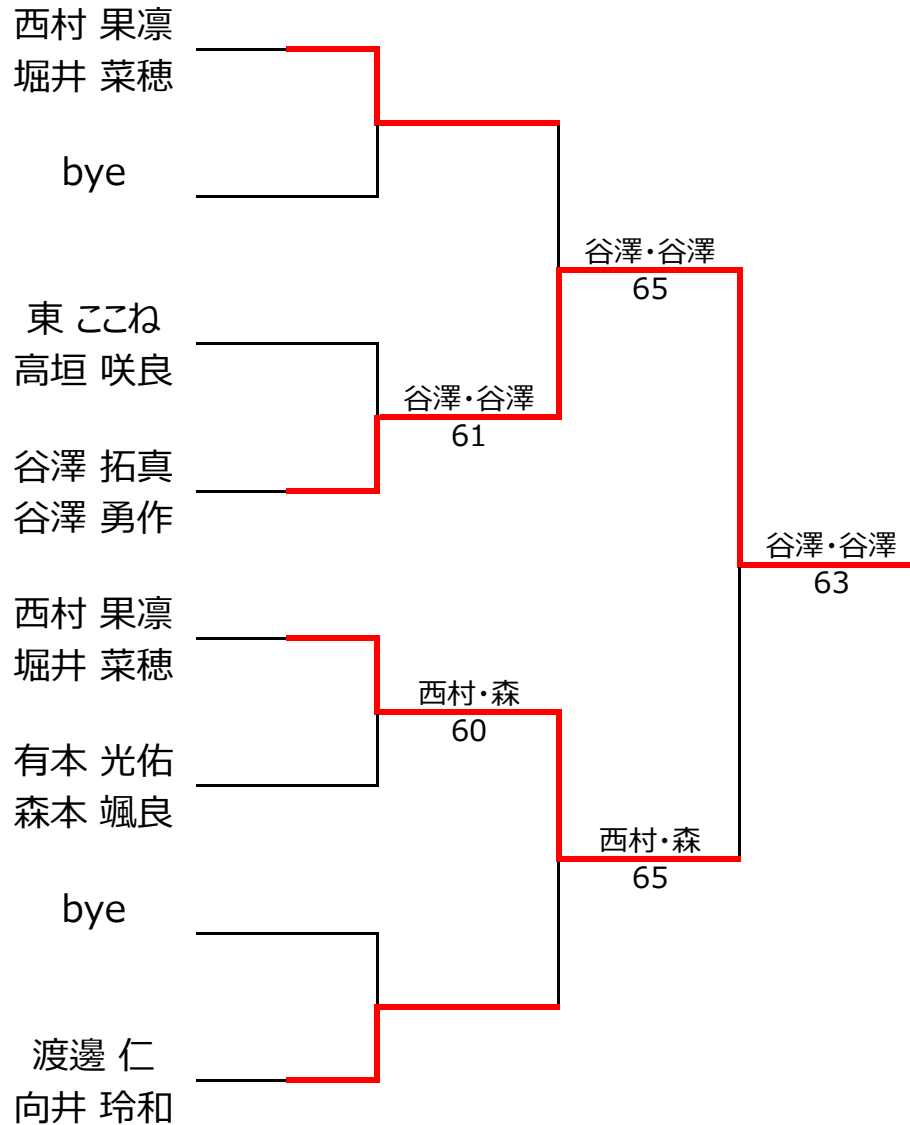 西村 果凛
堀井 菜穂
bye
東 ここね
高垣 咲良
谷澤 拓真
谷澤 勇作
西村 果凛
堀井 菜穂
有本 光佑
森本 颯良
bye
渡邊 仁
向井 玲和
谷澤・谷澤
61
西村・森
60
谷澤・谷澤
65
西村・森
65
谷澤・谷澤
63